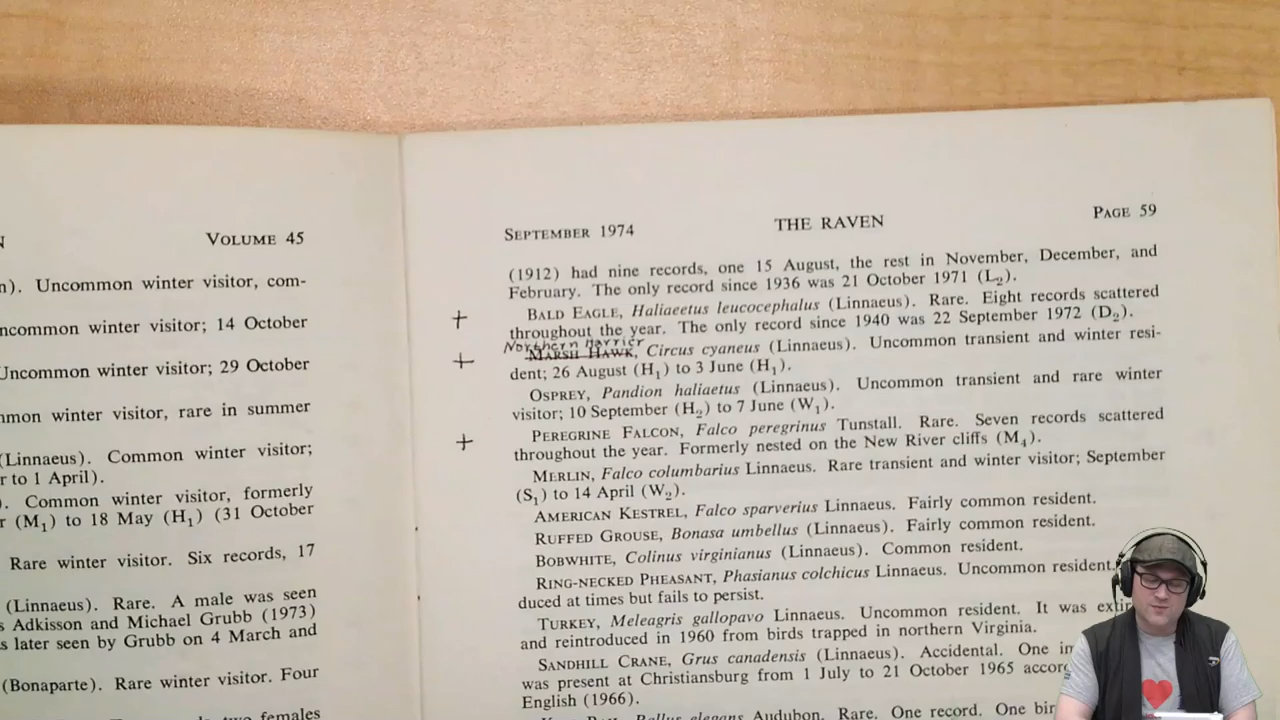 N VOLUME 45
n). Uncommon winter visitor, com-
ncommon winter visitor; 14 October
Uncommon winter visitor; 29 October
mmon winter visitor, rare in summer
(Linnaeus). Common winter visitor;
r to 1 April).
). Common winter visitor, formerly
r (M₁) to 18 May (H₁) (31 October
Rare winter visitor. Six records, 17
(Linnaeus). Rare. A male was seen
s Adkisson and Michael Grubb (1973)
s later seen by Grubb on 4 March and
(Bonaparte). Rare winter visitor. Four
two females
SEPTEMBER 1974 THE RAVEN PAGE 59
(1912) had nine records, one 15 August, the rest in November, December, and
February. The only record since 1936 was 21 October 1971 (L₂).
+ BALD EAGLE, Haliaeetus leucocephalus (Linnaeus). Rare. Eight records scattered
throughout the year. The only record since 1940 was 22 September 1972 (D₂).
Northern Harrier
+ MARSH HAWK, Circus cyaneus (Linnaeus). Uncommon transient and winter resi-
dent; 26 August (H₁) to 3 June (H₁).
OSPREY, Pandion haliaetus (Linnaeus). Uncommon transient and rare winter
visitor; 10 September (H₂) to 7 June (W₁).
+ PEREGRINE FALCON, Falco peregrinus Tunstall. Rare. Seven records scattered
throughout the year. Formerly nested on the New River cliffs (M₄).
MERLIN, Falco columbarius Linnaeus. Rare transient and winter visitor; September
(S₁) to 14 April (W₂).
AMERICAN KESTREL, Falco sparverius Linnaeus. Fairly common resident.
RUFFED GROUSE, Bonasa umbellus (Linnaeus). Fairly common resident.
BOBWHITE, Colinus virginianus (Linnaeus). Common resident.
RING-NECKED PHEASANT, Phasianus colchicus Linnaeus. Uncommon resident,
duced at times but fails to persist.
TURKEY, Meleagris gallopavo Linnaeus. Uncommon resident. It was
and reintroduced in 1960 from birds trapped in northern Virginia.
SANDHILL CRANE, Grus canadensis (Linnaeus). Accidental. One
was present at Christiansburg from 1 July to 21 October 1965
English (1966).
Rallus elegans Audubon. Rare. One record. One